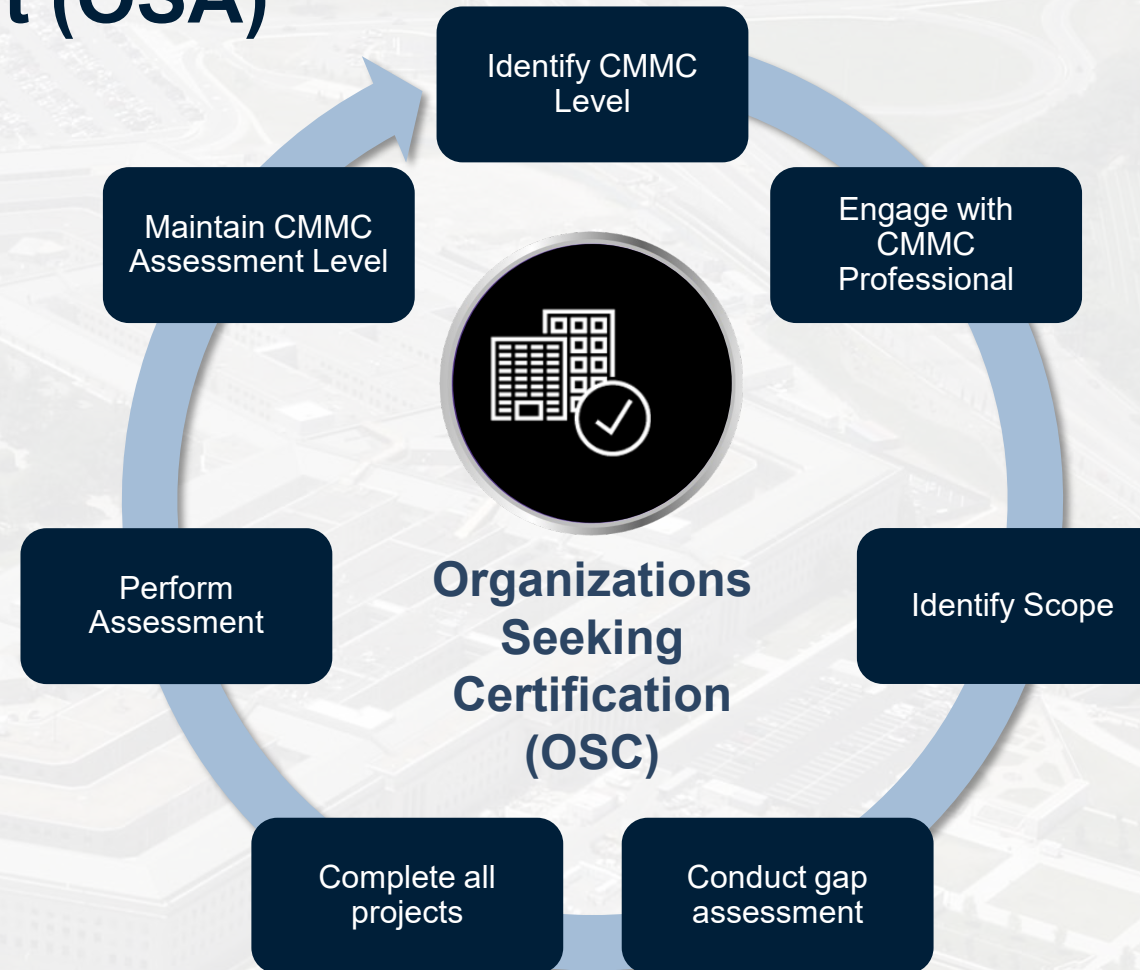 t (OSA)
Identify CMMC
Level
Engage with
CMMC
Professional
Identify Scope
Conduct gap
assessment
Complete all
projects
Perform
Assessment
Maintain CMMC
Assessment Level
Organizations
Seeking
Certification
(OSC)